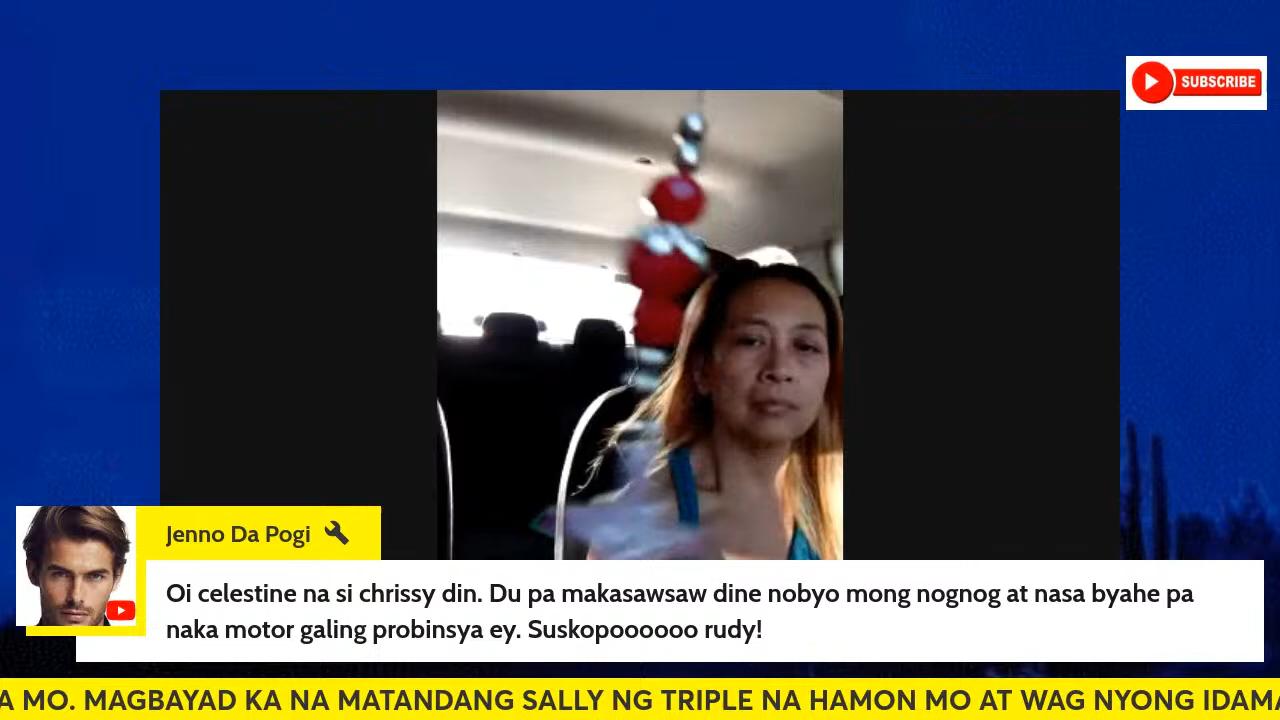 SUBSCRIBE
Jenno Da Pogi
Oi celestine na si chrissy din. Du pa makasawsaw dine nobyo mong nognog at nasa byahe pa
naka motor galing probinsya ey. Suskopoooooo rudy!
A MO. MAGBAYAD KA NA MATANDANG SALLY NG TRIPLE NA HAMON MO AT WAG NYONG IDAMA